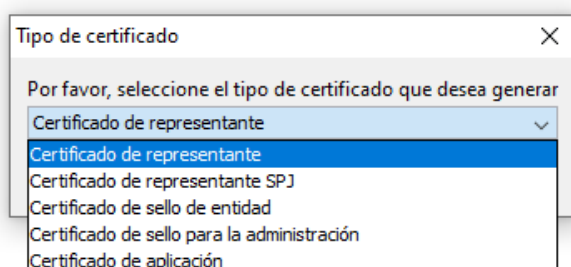 Tipo de certificado
Por favor, seleccione el tipo de certificado que desea generar
Certificado de representante
Certificado de representante
Certificado de representante SPJ
Certificado de sello de entidad
Certificado de sello para la administración
Certificado de aplicación